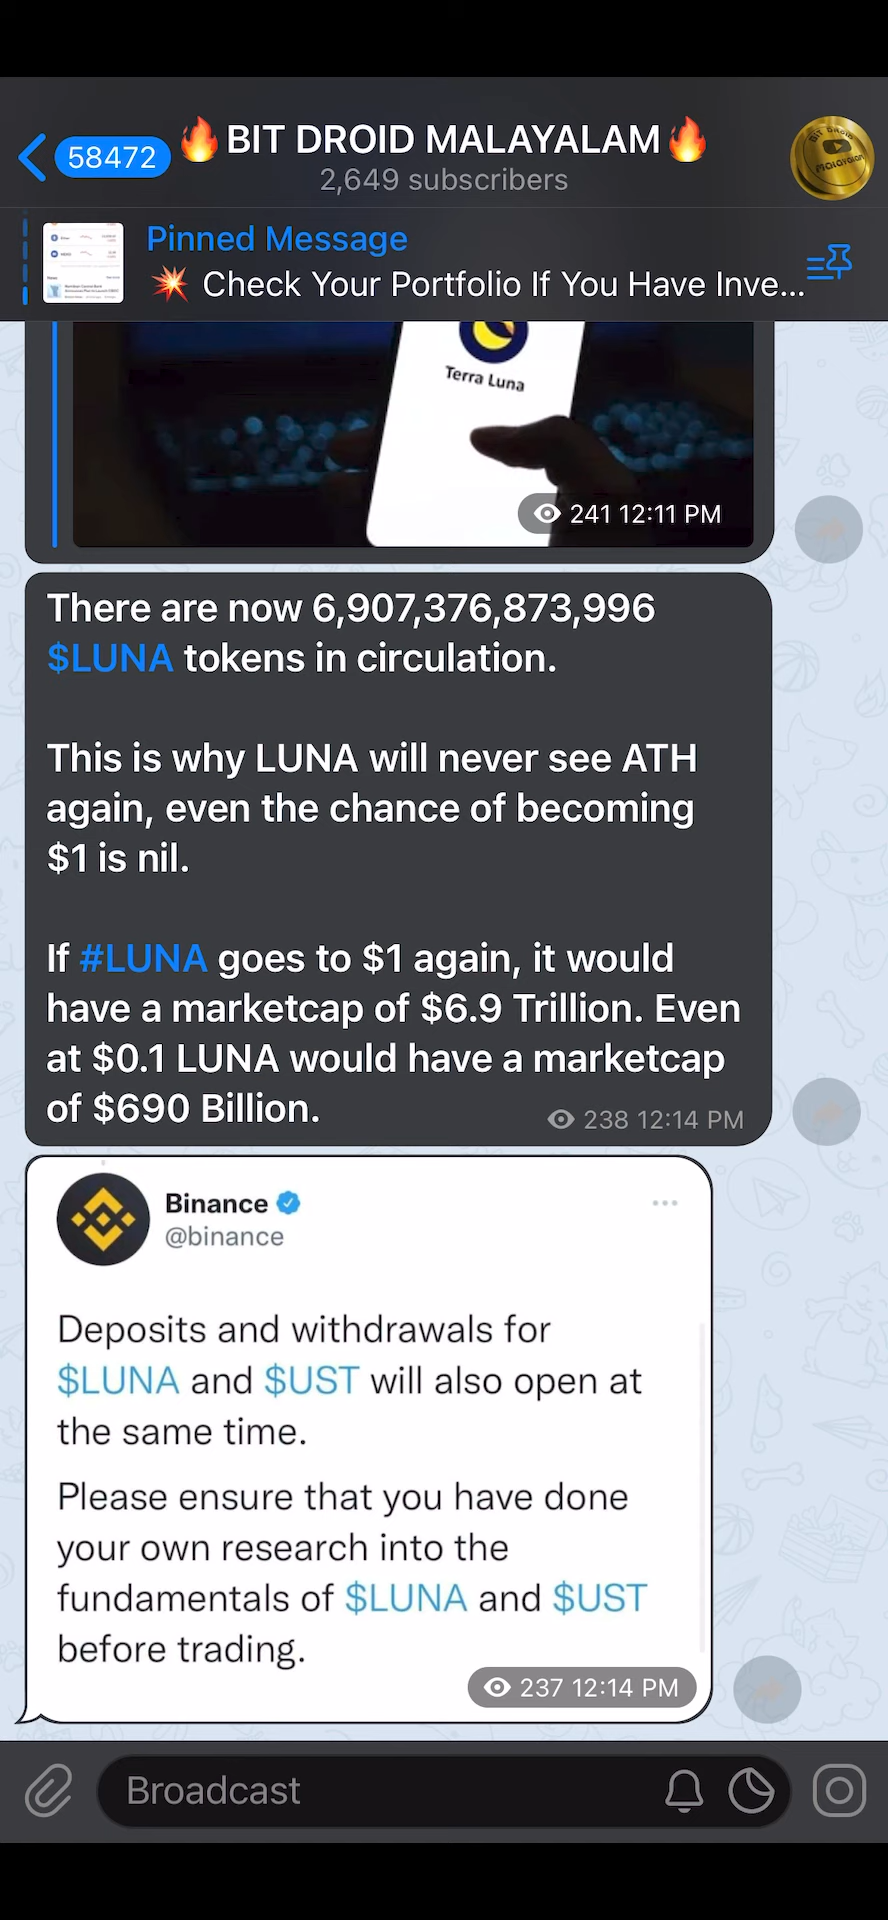 58472
🔥BIT DROID MALAYALAM🔥
2,649 subscribers
BIT DROID
Malayalam
Pinned Message
💥 Check Your Portfolio If You Have Inve...
Terra Luna
241 12:11 PM
There are now 6,907,376,873,996
$LUNA tokens in circulation.
This is why LUNA will never see ATH
again, even the chance of becoming
$1 is nil.
If #LUNA goes to $1 again, it would
have a marketcap of $6.9 Trillion. Even
at $0.1 LUNA would have a marketcap
of $690 Billion.
238 12:14 PM
Binance
@binance
Deposits and withdrawals for
$LUNA and $UST will also open at
the same time.
Please ensure that you have done
your own research into the
fundamentals of $LUNA and $UST
before trading.
237 12:14 PM
Broadcast